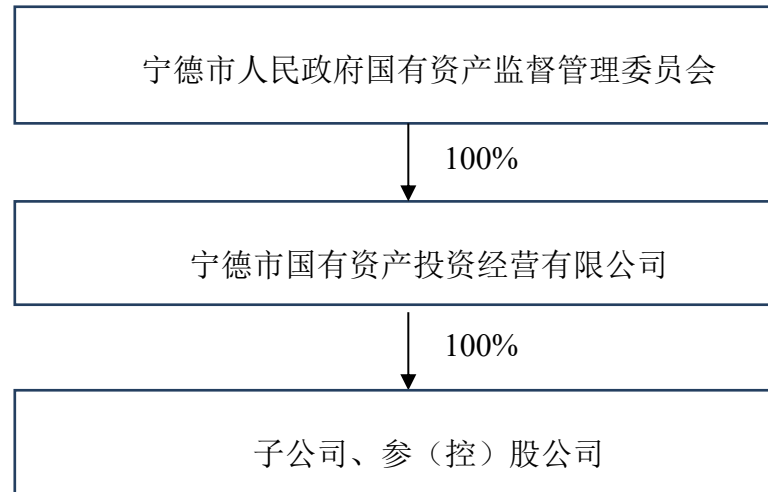 宁德市人民政府国有资产监督管理委员会
100%
宁德市国有资产投资经营有限公司
100%
子公司、参（控）股公司